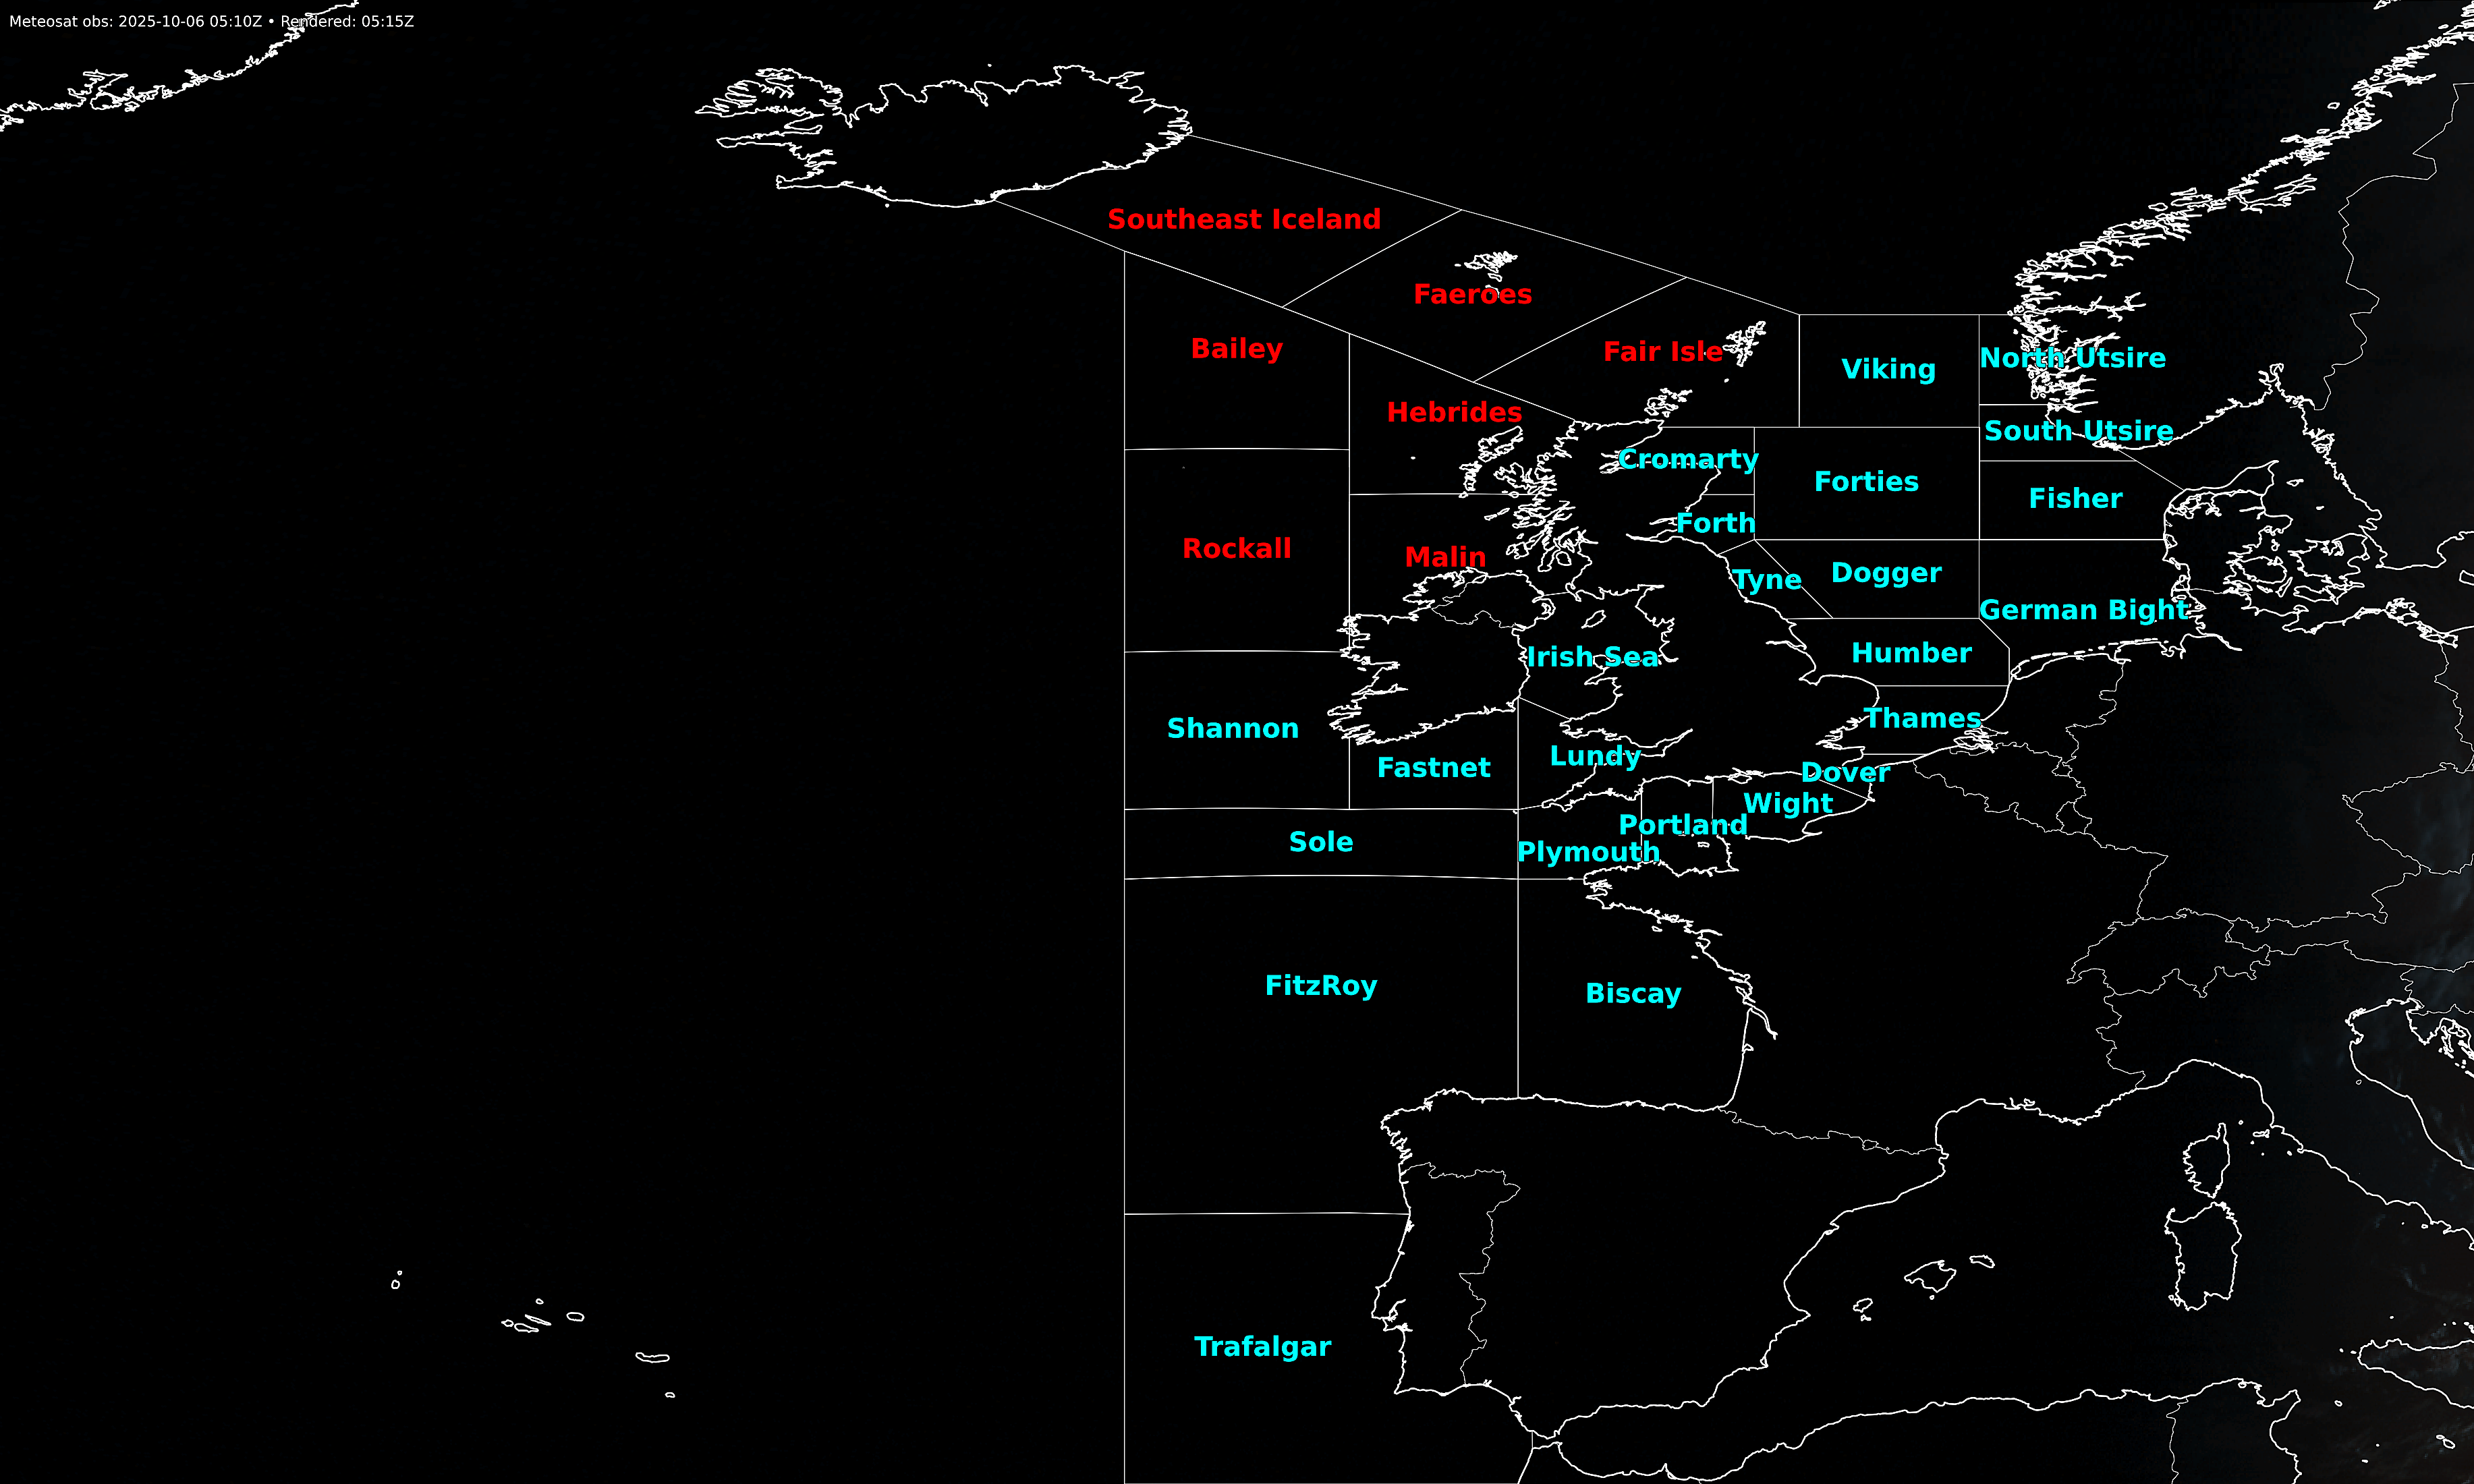 Meteosat obs: 2025-10-06 05:10Z • Rendered: 05:15Z
Southeast Iceland
Faeroes
Bailey
Fair Isle
Viking
North Utsire
Hebrides
South Utsire
Cromarty
Forties
Fisher
Forth
Rockall
Malin
Tyne
Dogger
German Bight
Irish Sea
Humber
Shannon
Thames
Fastnet
Lundy
Dover
Wight
Portland
Sole
Plymouth
FitzRoy
Biscay
Trafalgar